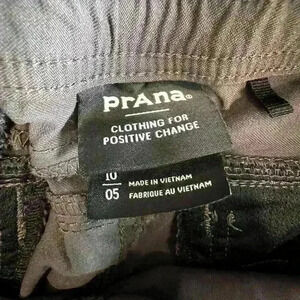 prAna®
CLOTHING FOR
POSITIVE CHANGE
10
05
MADE IN VIETNAM
FABRIQUE AU VIETNAM